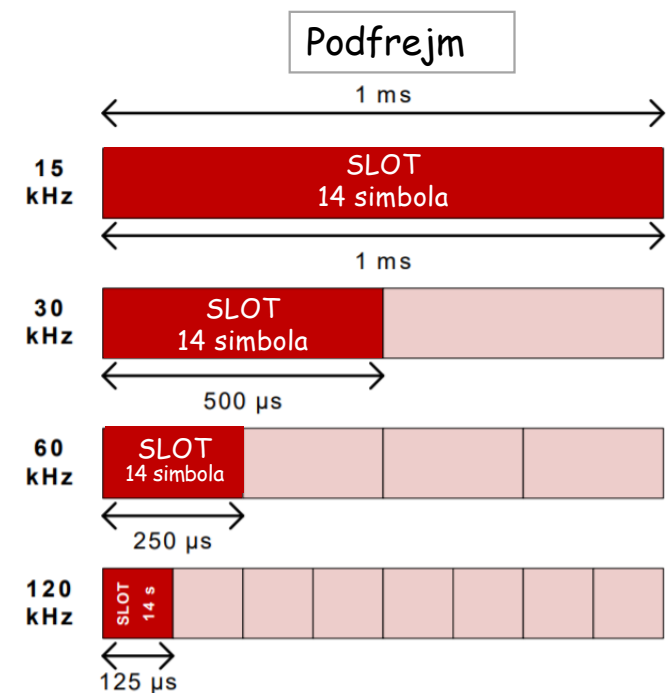 Podfrejm
1 ms
15
kHz
SLOT
14 simbola
1 ms
30
kHz
SLOT
14 simbola
500 µs
60
kHz
SLOT
14 simbola
250 µs
120
kHz
SLOT
14 s
125 µs